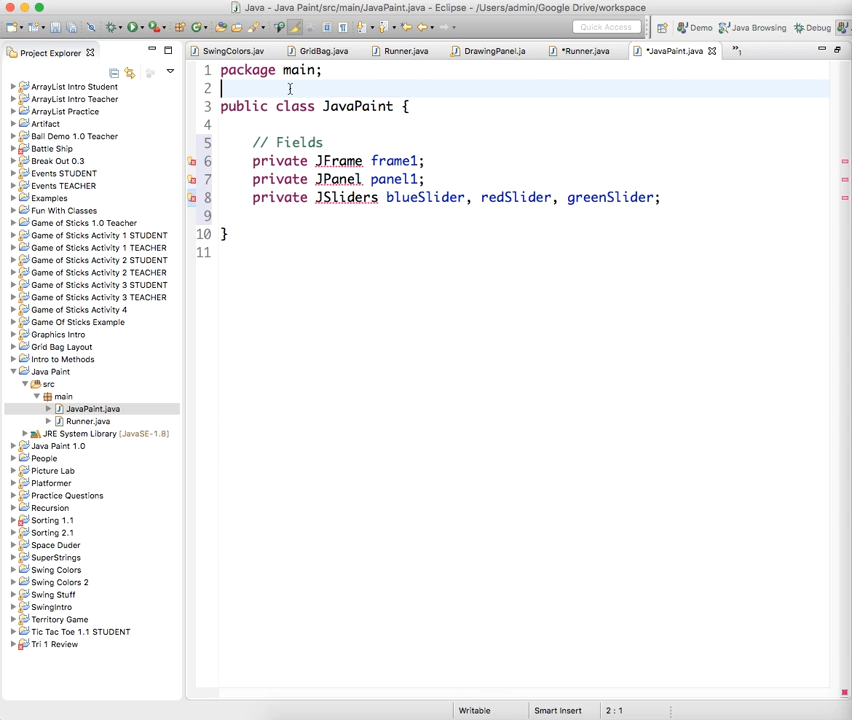 Java - Java Paint/src/main/JavaPaint.java - Eclipse - /Users/admin/Google Drive/workspace
Quick Access
Demo
Java Browsing
Debug
Project Explorer
SwingColors.jav
GridBag.java
Runner.java
DrawingPanel.ja
*Runner.java
*JavaPaint.java
»1
ArrayList Intro Student
ArrayList Intro Teacher
ArrayList Practice
Artifact
Ball Demo 1.0 Teacher
Battle Ship
Break Out 0.3
Events STUDENT
Events TEACHER
Examples
Fun With Classes
Game of Sticks 1.0 Teacher
Game of Sticks Activity 1 STUDENT
Game of Sticks Activity 1 TEACHER
Game of Sticks Activity 2 STUDENT
Game of Sticks Activity 2 TEACHER
Game of Sticks Activity 3 STUDENT
Game of Sticks Activity 3 TEACHER
Game of Sticks Activity 4
Game Of Sticks Example
Graphics Intro
Grid Bag Layout
Intro to Methods
Java Paint
src
main
JavaPaint.java
Runner.java
JRE System Library [JavaSE-1.8]
Java Paint 1.0
People
Picture Lab
Platformer
Practice Questions
Recursion
Sorting 1.1
Sorting 2.1
Space Duder
SuperStrings
Swing Colors
Swing Colors 2
Swing Stuff
SwingIntro
Territory Game
Tic Tac Toe 1.1 STUDENT
Tri 1 Review
1 package main;
2
3 public class JavaPaint {
4
5 // Fields
6 private JFrame frame1;
7 private JPanel panel1;
8 private JSliders blueSlider, redSlider, greenSlider;
9
10 }
11
Writable
Smart Insert
2 : 1